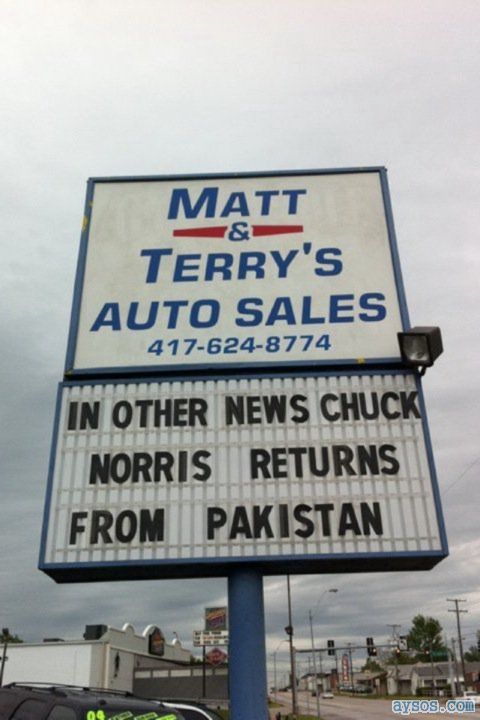 MATT
&
TERRY'S
AUTO SALES
417-624-8774
IN OTHER NEWS CHUCK
NORRIS RETURNS
FROM PAKISTAN
aysos.com